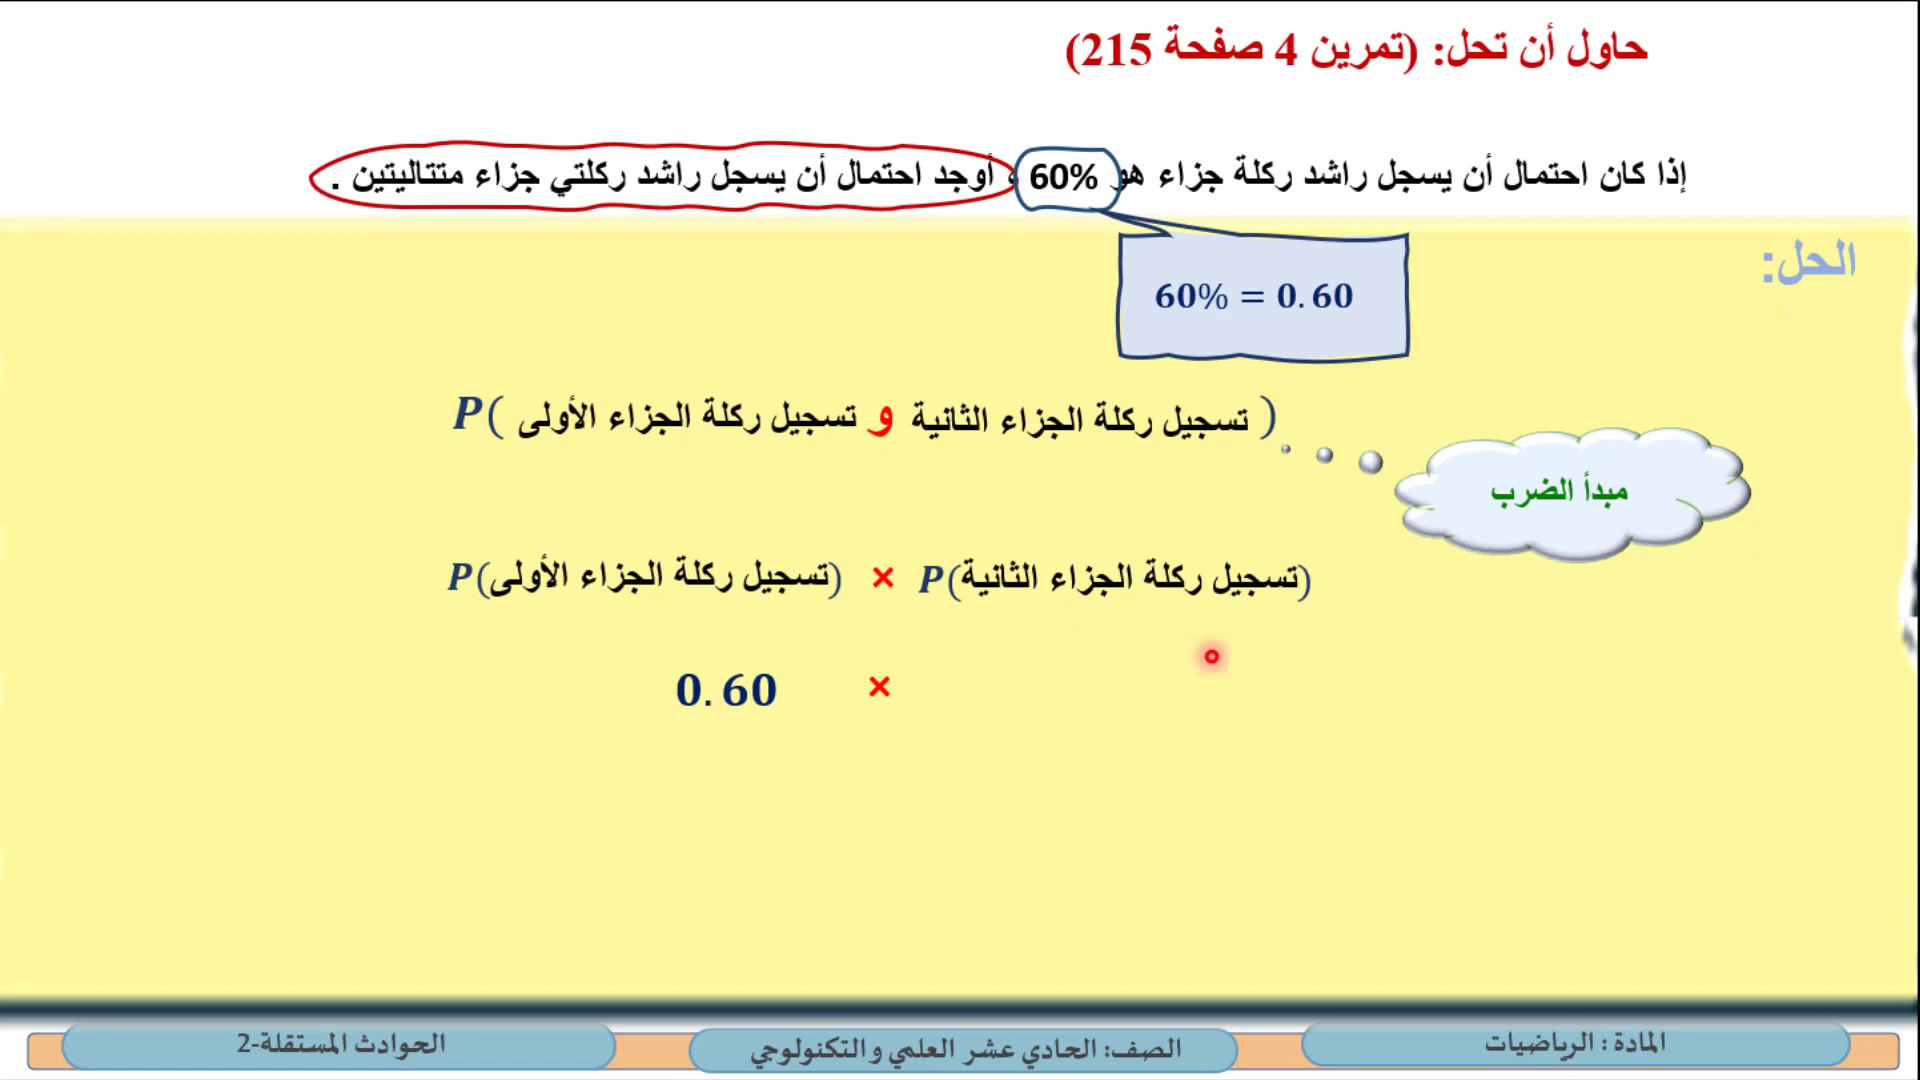 حاول أن تحل: (تمرين 4 صفحة 215)
إذا كان احتمال أن يسجل راشد ركلة جزاء هو 60% ، أوجد احتمال أن يسجل راشد ركلتي جزاء متتاليتين .
الحل:
60% = 0.60
P( تسجيل ركلة الجزاء الأولى و تسجيل ركلة الجزاء الثانية )
مبدأ الضرب
P(تسجيل ركلة الجزاء الأولى) × P(تسجيل ركلة الجزاء الثانية)
0.60 ×
المادة : الرياضيات
الصف: الحادي عشر العلمي والتكنولوجي
الحوادث المستقلة-2